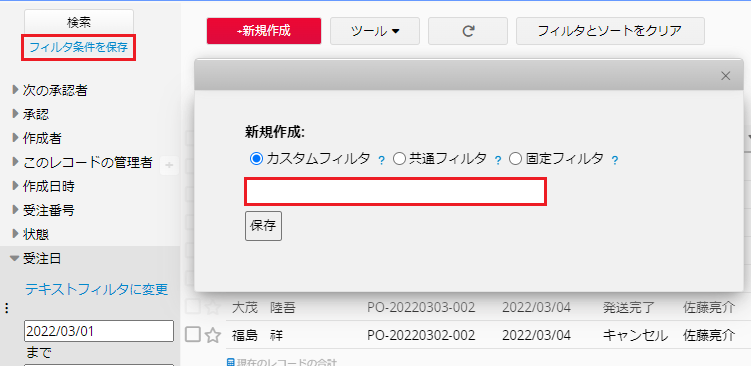 検索
フィルタ条件を保存
次の承認者
承認
作成者
このレコードの管理者
作成日時
受注番号
状態
受注日
テキストフィルタに変更
2022/03/01
まで
+新規作成
ツール
フィルタとソートをクリア
新規作成:
カスタムフィルタ ? 共通フィルタ ? 固定フィルタ ?
保存
大茂 陸吾 PO-20220303-002 2022/03/04 発送完了 佐藤亮介
福島 祥 PO-20220302-002 2022/03/04 キャンセル 佐藤亮介
現在のレコードの合計